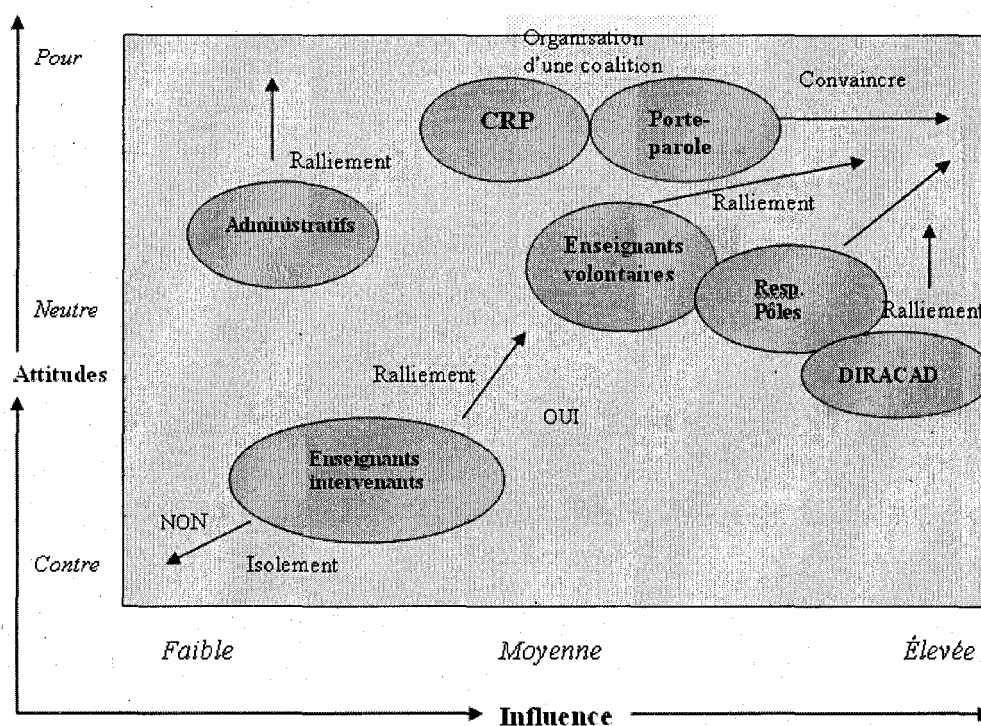 Pour
Organisation
d'une coalition
Convaincre
CRP
Porte-
parole
Ralliement
Ralliement
Administratifs
Enseignants
volontaires
Resp.
Pôles
Neutre
Ralliement
Attitudes
Ralliement
DIRACAD
OUI
Enseignants
intervenants
NON
Contre
Isolement
Faible
Moyenne
Élevée
Influence